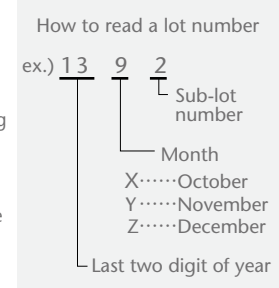 How to read a lot number
ex.) 13 9 2
Sub-lot
number
g
Month
X……October
Y……November
e
Z……December
Last two digit of year